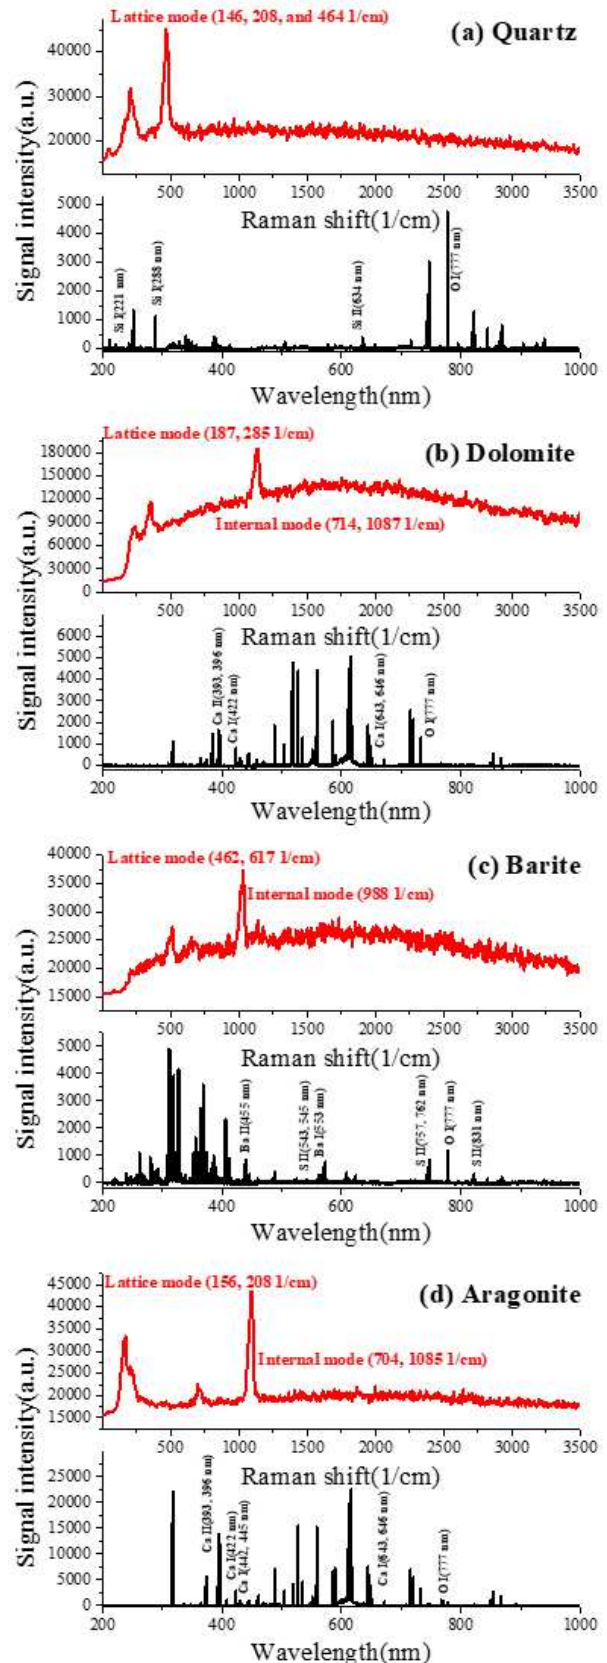 Lattice mode (146, 208, and 464 1/cm)
(a) Quartz
40000
30000
20000
500 1000 1500 2000 2500 3000 3500
Raman shift(1/cm)
5000
4000
3000
2000
1000
0
Si I(221 nm)
Si I(288 nm)
Si II(634 nm)
O I(777 nm)
200 400 600 800 1000
Wavelength(nm)
Signal intensity(a.u.)
Lattice mode (187, 285 1/cm)
(b) Dolomite
Internal mode (714, 1087 1/cm)
180000
150000
120000
90000
60000
30000
0
500 1000 1500 2000 2500 3000 3500
Raman shift(1/cm)
6000
5000
4000
3000
2000
1000
0
Ca II(393, 396 nm)
Ca I(422 nm)
Ca I(643, 646 nm)
O I(777 nm)
200 400 600 800 1000
Wavelength(nm)
Signal intensity(a.u.)
Lattice mode (462, 617 1/cm)
(c) Barite
Internal mode (988 1/cm)
40000
35000
30000
25000
20000
15000
500 1000 1500 2000 2500 3000 3500
Raman shift(1/cm)
5000
4000
3000
2000
1000
0
Ba II(455 nm)
S II(543, 545 nm)
Ba I(553 nm)
S II(757, 762 nm)
O I(777 nm)
S II(831 nm)
200 400 600 800 1000
Wavelength(nm)
Signal intensity(a.u.)
Lattice mode (156, 208 1/cm)
(d) Aragonite
Internal mode (704, 1085 1/cm)
45000
40000
35000
30000
25000
20000
15000
500 1000 1500 2000 2500 3000 3500
Raman shift(1/cm)
25000
20000
15000
10000
5000
0
Ca II(393, 396 nm)
Ca I(422 nm)
Ca I(442, 445 nm)
Ca I(643, 646 nm)
O I(777 nm)
200 400 600 800 1000
Wavelength(nm)
Signal intensity(a.u.)